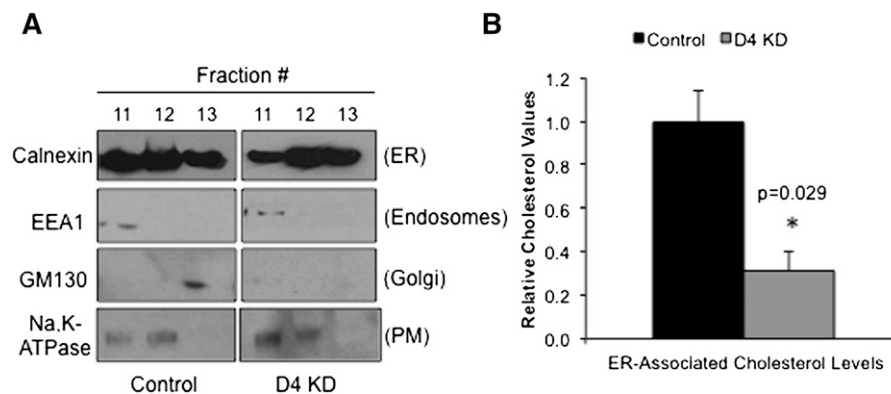 A
Fraction #
11 12 13 11 12 13
Calnexin (ER)
EEA1 (Endosomes)
GM130 (Golgi)
Na,K-
ATPase (PM)
Control D4 KD
B
Control D4 KD
Relative Cholesterol Values
1.2
1.0
0.8
0.6
0.4
0.2
0.0
p=0.029
*
ER-Associated Cholesterol Levels